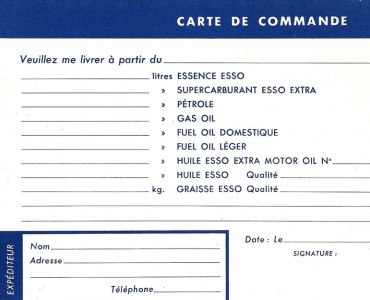 CARTE DE COMMANDE
Veuillez me livrer à partir du
litres ESSENCE ESSO
» SUPERCARBURANT ESSO EXTRA
» PÉTROLE
» GAS OIL
» FUEL OIL DOMESTIQUE
» FUEL OIL LÉGER
» HUILE ESSO EXTRA MOTOR OIL N°
» HUILE ESSO Qualité
kg. GRAISSE ESSO Qualité
EXPÉDITEUR
Nom
Adresse
Téléphone
Date : Le
SIGNATURE :